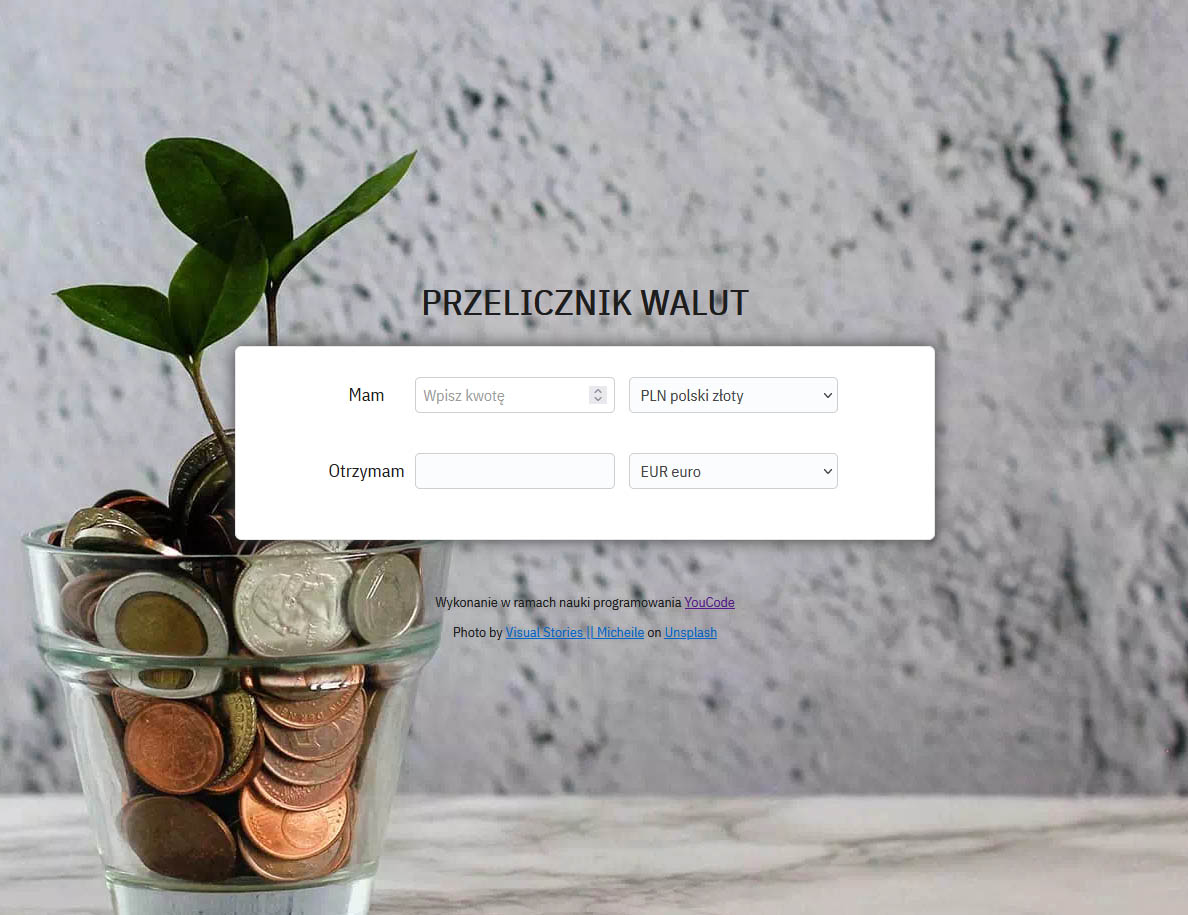 PRZELICZNIK WALUT
Mam Wpisz kwotę PLN polski złoty
Otrzymam EUR euro
Wykonanie w ramach nauki programowania YouCode
Photo by Visual Stories || Micheile on Unsplash